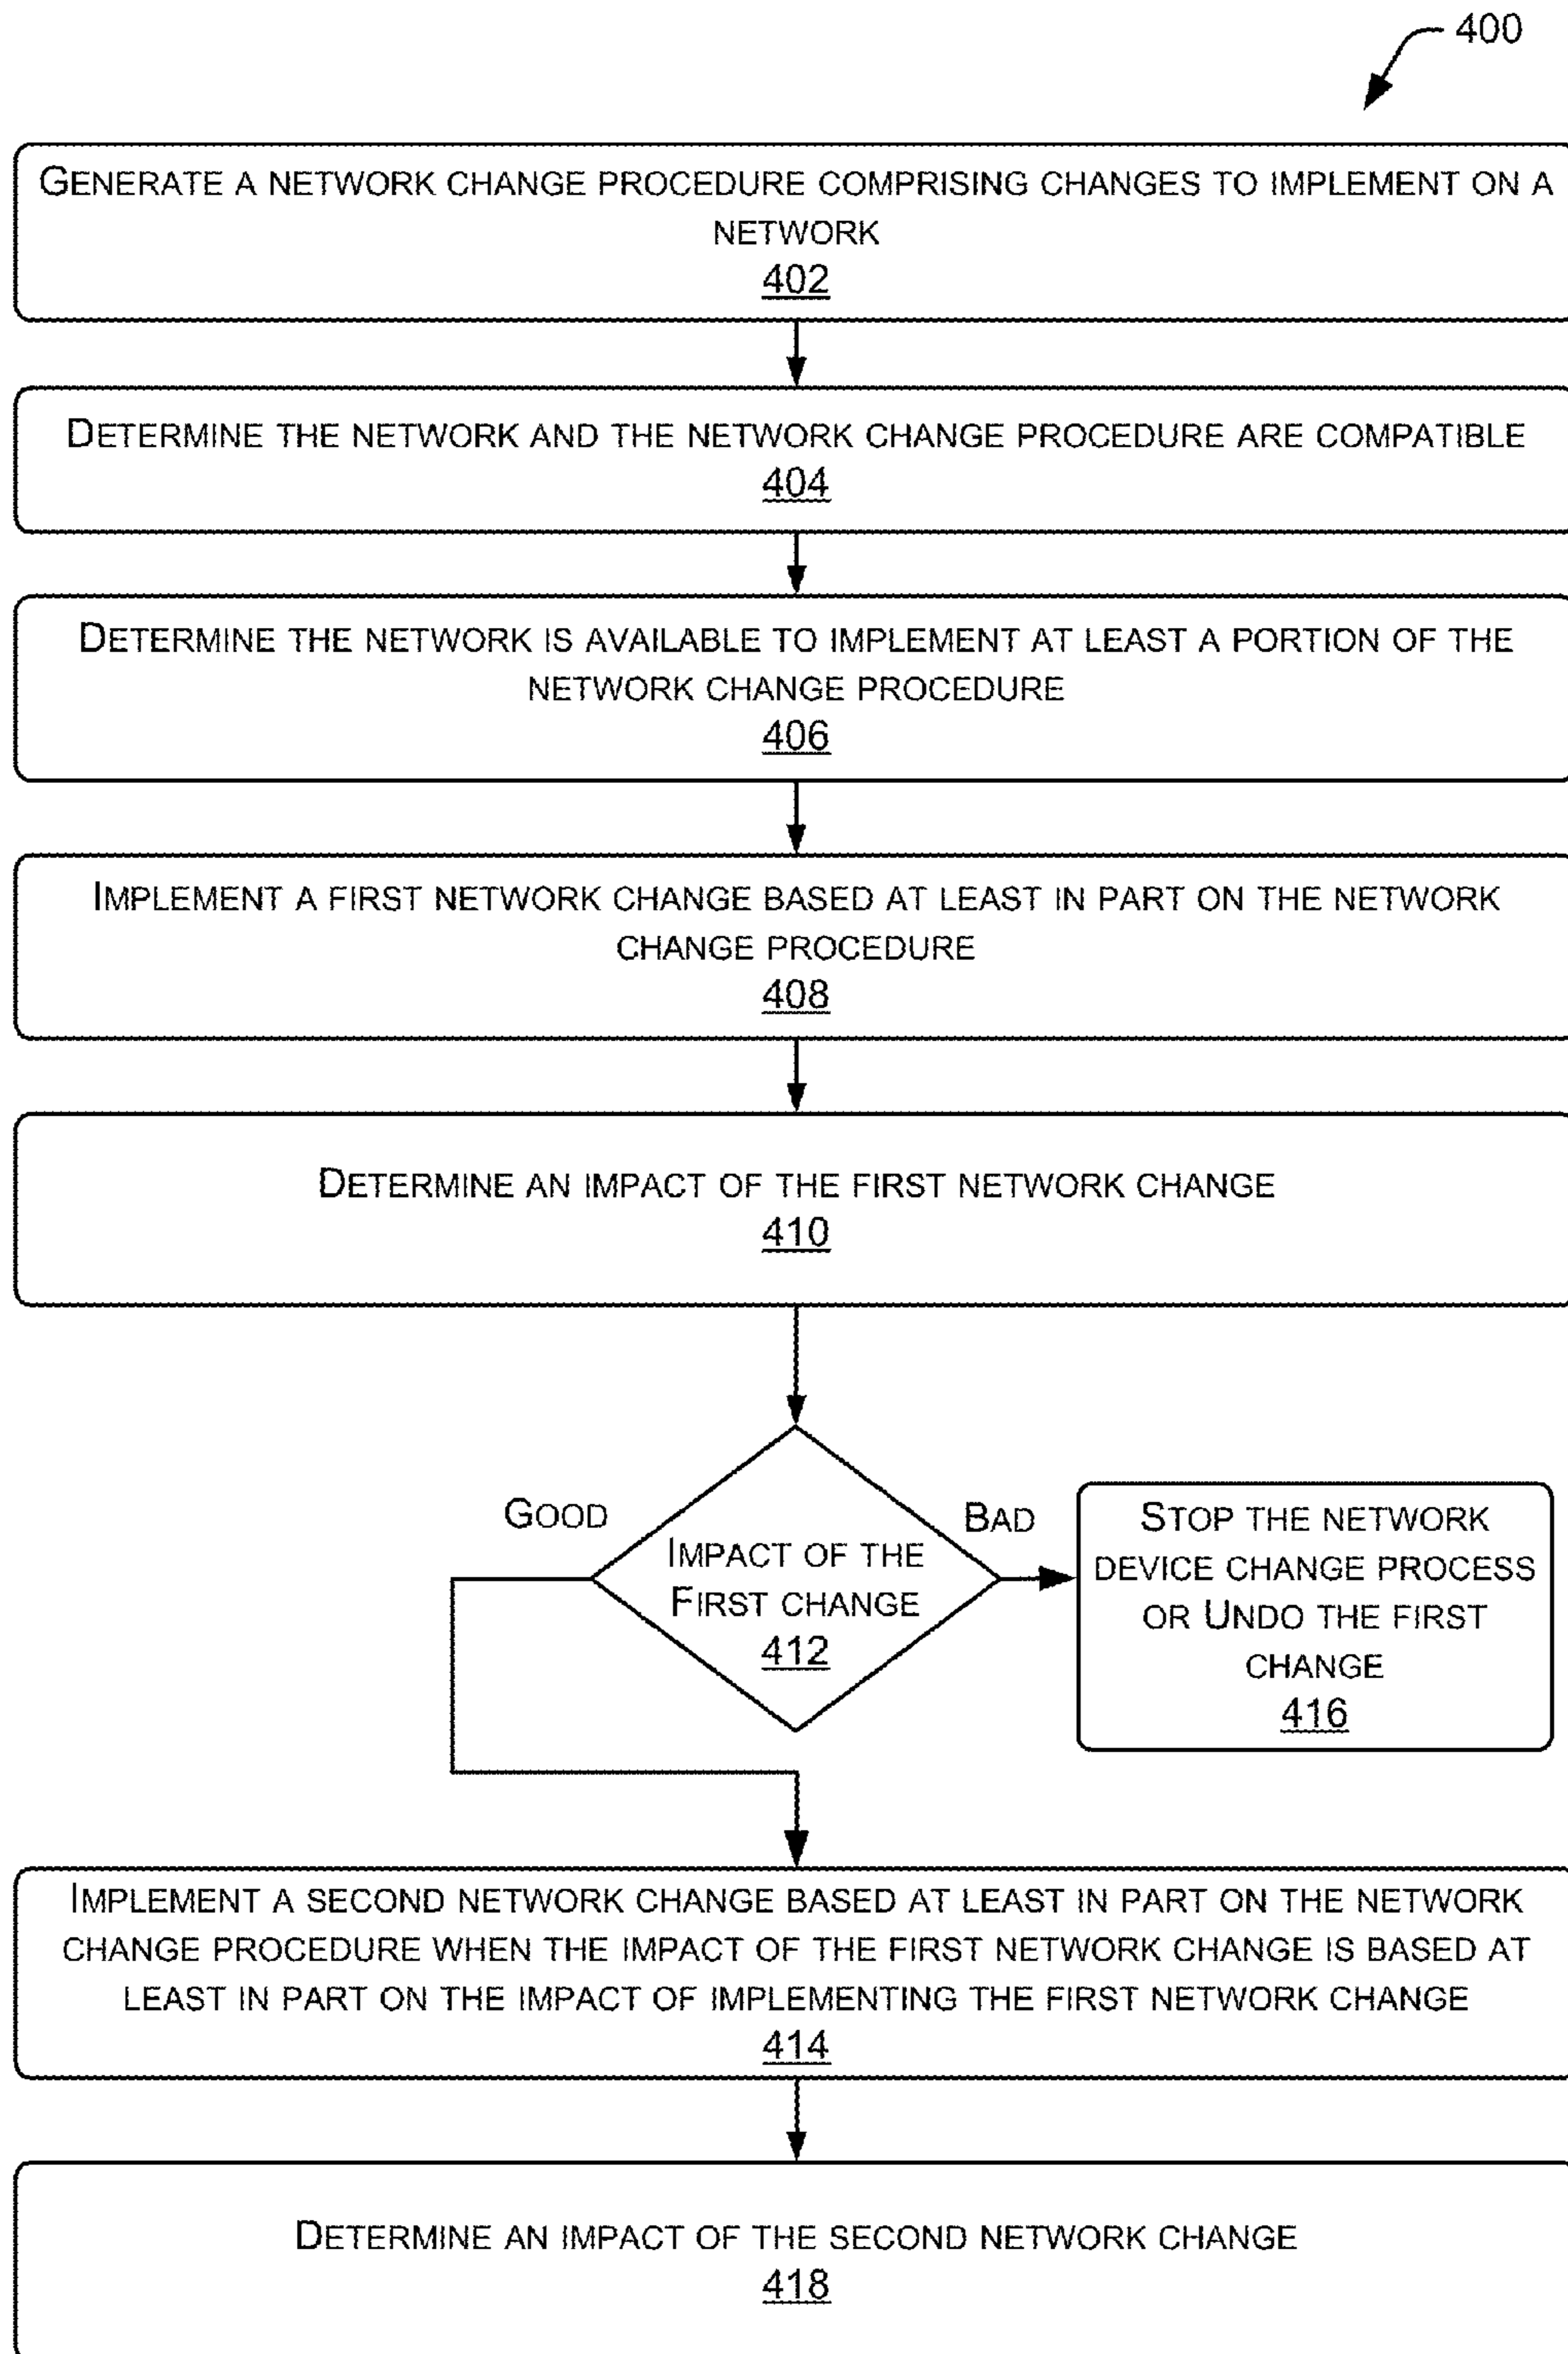 400
GENERATE A NETWORK CHANGE PROCEDURE COMPRISING CHANGES TO IMPLEMENT ON A
NETWORK
402
DETERMINE THE NETWORK AND THE NETWORK CHANGE PROCEDURE ARE COMPATIBLE
404
DETERMINE THE NETWORK IS AVAILABLE TO IMPLEMENT AT LEAST A PORTION OF THE
NETWORK CHANGE PROCEDURE
406
IMPLEMENT A FIRST NETWORK CHANGE BASED AT LEAST IN PART ON THE NETWORK
CHANGE PROCEDURE
408
DETERMINE AN IMPACT OF THE FIRST NETWORK CHANGE
410
GOOD
IMPACT OF THE
FIRST CHANGE
412
BAD
STOP THE NETWORK
DEVICE CHANGE PROCESS
OR UNDO THE FIRST
CHANGE
416
IMPLEMENT A SECOND NETWORK CHANGE BASED AT LEAST IN PART ON THE NETWORK
CHANGE PROCEDURE WHEN THE IMPACT OF THE FIRST NETWORK CHANGE IS BASED AT
LEAST IN PART ON THE IMPACT OF IMPLEMENTING THE FIRST NETWORK CHANGE
414
DETERMINE AN IMPACT OF THE SECOND NETWORK CHANGE
418